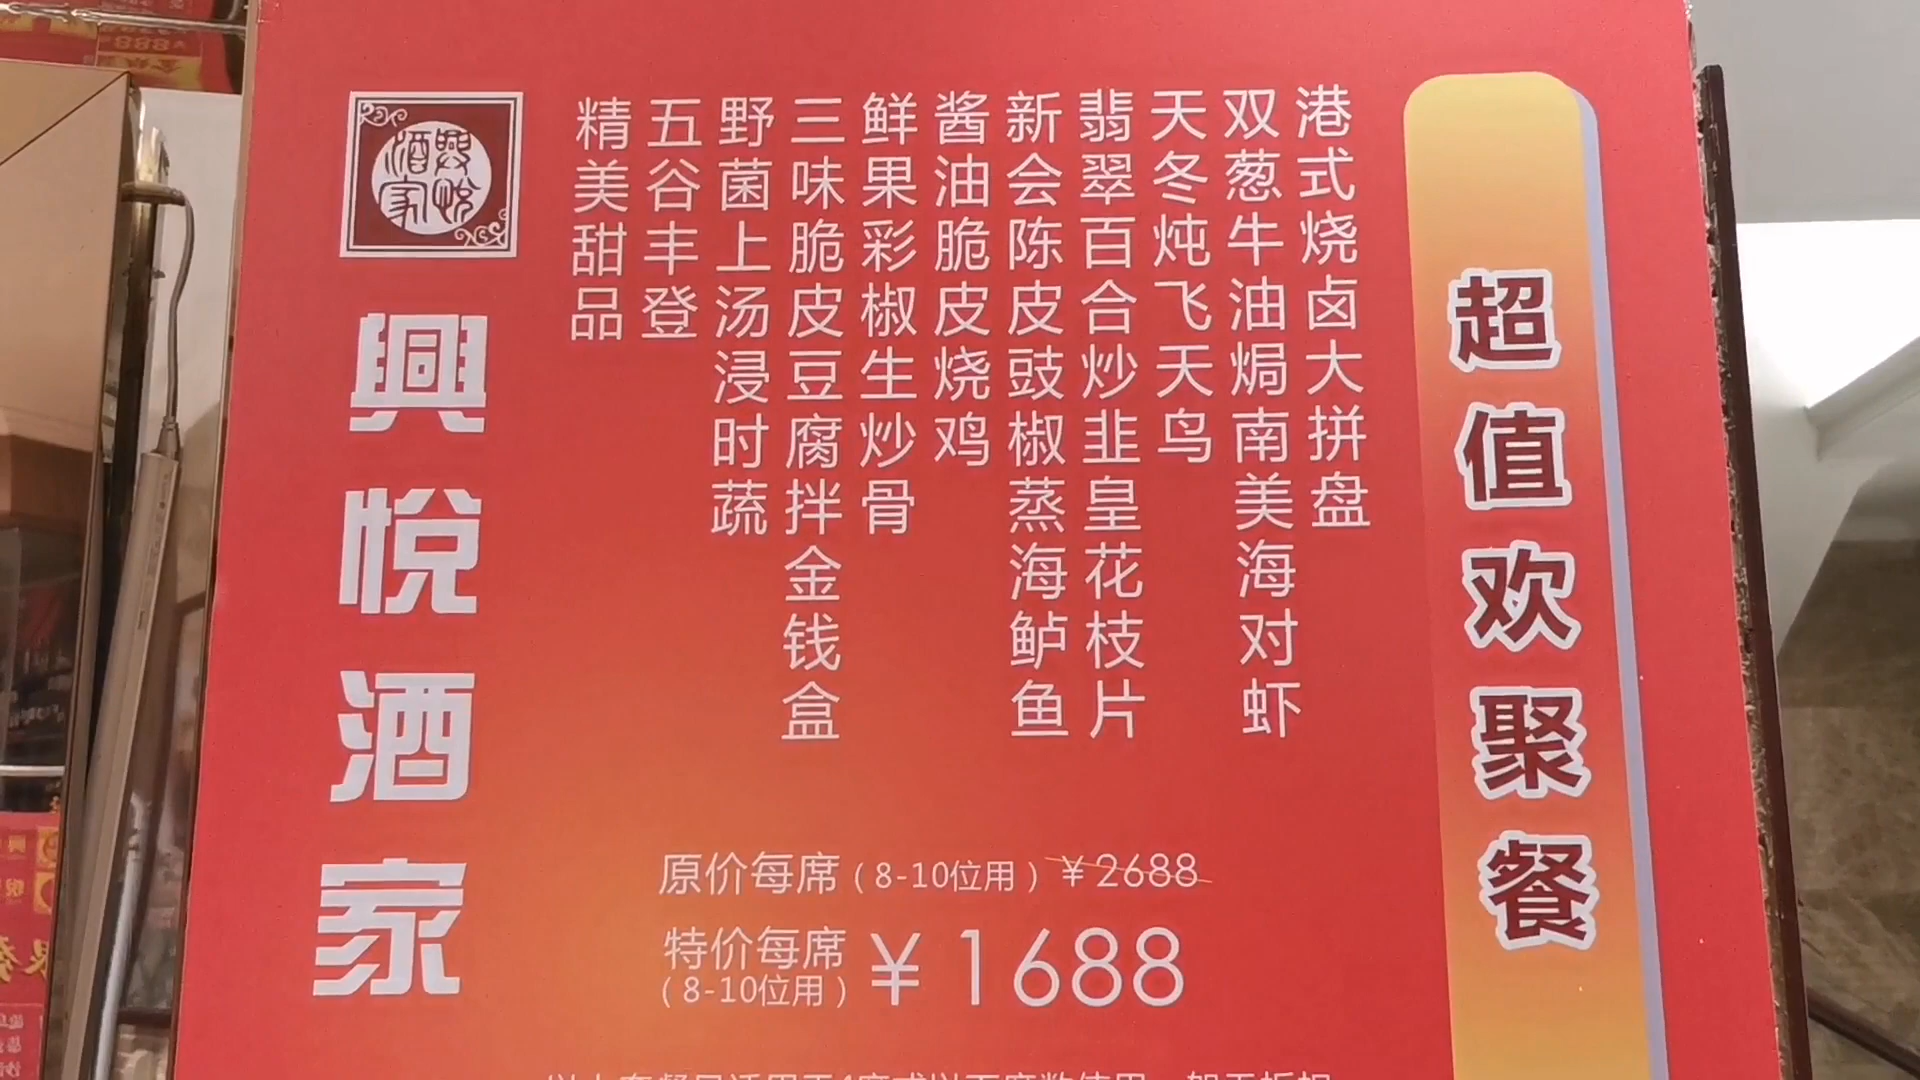 超值欢聚餐
港式烧卤大拼盘
双葱牛油焗南美海对虾
天冬炖飞天鸟
翡翠百合炒韭皇花枝片
新会陈皮豉椒蒸海鲈鱼
酱油脆皮烧鸡
鲜果彩椒生炒骨
三味脆皮豆腐拌金钱盒
野菌上汤浸时蔬
五谷丰登
精美甜品
興悅酒家
興悅酒家
原价每席（8-10位用）¥2688
特价每席（8-10位用）¥1688